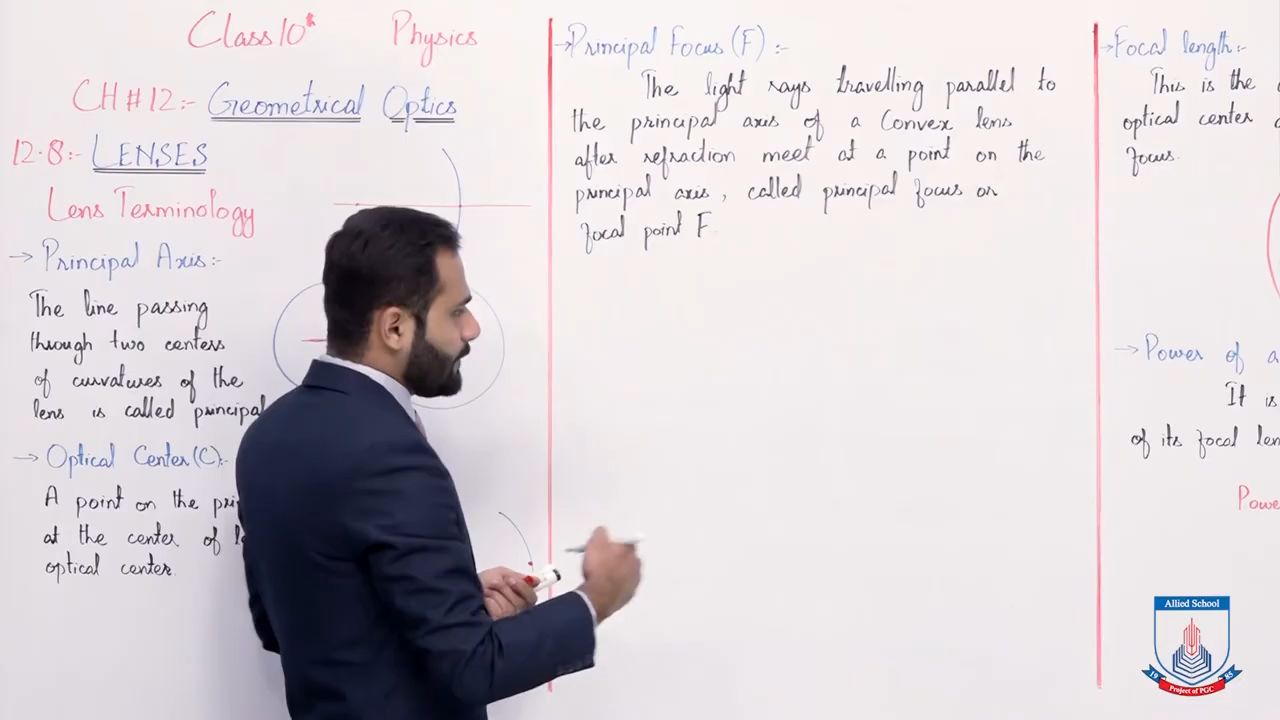 Class 10th Physics
CH # 12:- Geometrical Optics
12.8:- LENSES
Lens Terminology
→ Principal Axis:-
The line passing
through two centers
of curvatures of the
lens is called principal
→ Optical Center (C):-
A point on the
at the center of
optical center.
→ Principal Focus (F) :-
The light rays travelling parallel to
the principal axis of a Convex lens
after refraction meet at a point on the
principal axis, called principal focus or
focal point F.
→ Focal length:-
This is the
optical center
focus.
→ Power of a
It is
of its focal
Power
Allied School
19 85
Project of PGC